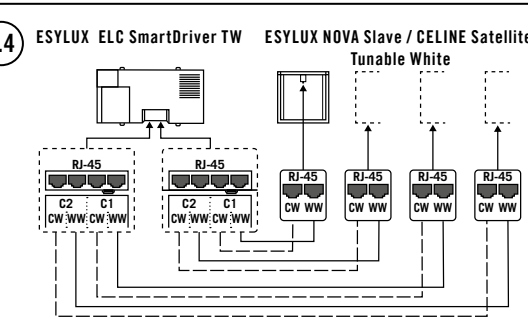 .4
ESYLUX ELC SmartDriver TW
ESYLUX NOVA Slave / CELINE Satellite
Tunable White
RJ-45 RJ-45 RJ-45 RJ-45 RJ-45 RJ-45
C2 C1 C2 C1
CW WW CW WW CW WW CW WW CW WW CW WW CW WW CW WW